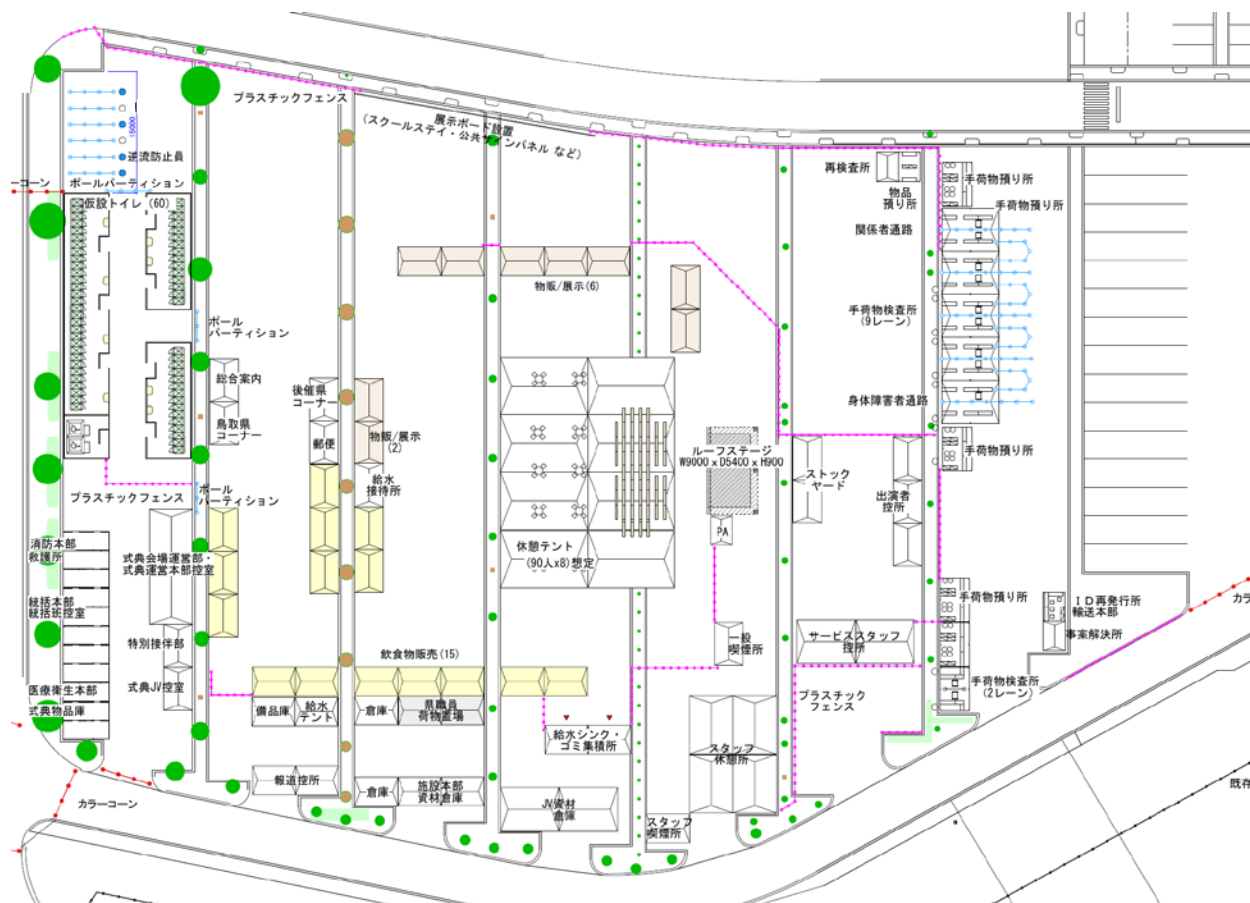 プラスチックフェンス
展示ボード設置
(スクールステイ・公共サインパネル など)
15000
逆流防止員
ーコーン
ポールパーティション
仮設トイレ (60)
再検査所
物品
預り所
手荷物預り所
手荷物預り所
関係者通路
手荷物検査所
(9レーン)
身体障害者通路
手荷物預り所
物販/展示(6)
ポール
パーティション
総合案内
鳥取県
コーナー
後催県
コーナー
郵便
物販/展示
(2)
給水
接待所
ルーフステージ
W9000 x D5400 x H900
PA
ストック
ヤード
出演者
控所
プラスチックフェンス
ポール
パーティション
消防本部
救護所
式典会場運営部・
式典運営本部控室
休憩テント
(90人x8)想定
統括本部
統括班控室
特別接伴部
式典JV控室
医療衛生本部
式典物品庫
飲食物販売(15)
備品庫
給水
テント
倉庫
県職員
荷物置場
給水シンク・
ゴミ集積所
一般
喫煙所
サービススタッフ
控所
手荷物預り所
ID再発行所
輸送本部
事案解決所
カラ
手荷物検査所
(2レーン)
プラスチック
フェンス
スタッフ
休憩所
報道控所
倉庫
施設本部
資材倉庫
JV資材
倉庫
スタッフ
喫煙所
カラーコーン
既存